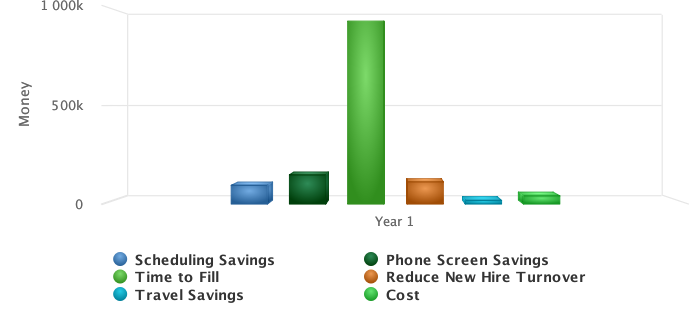 1 000k
500k
0
Money
Year 1
Scheduling Savings
Phone Screen Savings
Time to Fill
Reduce New Hire Turnover
Travel Savings
Cost